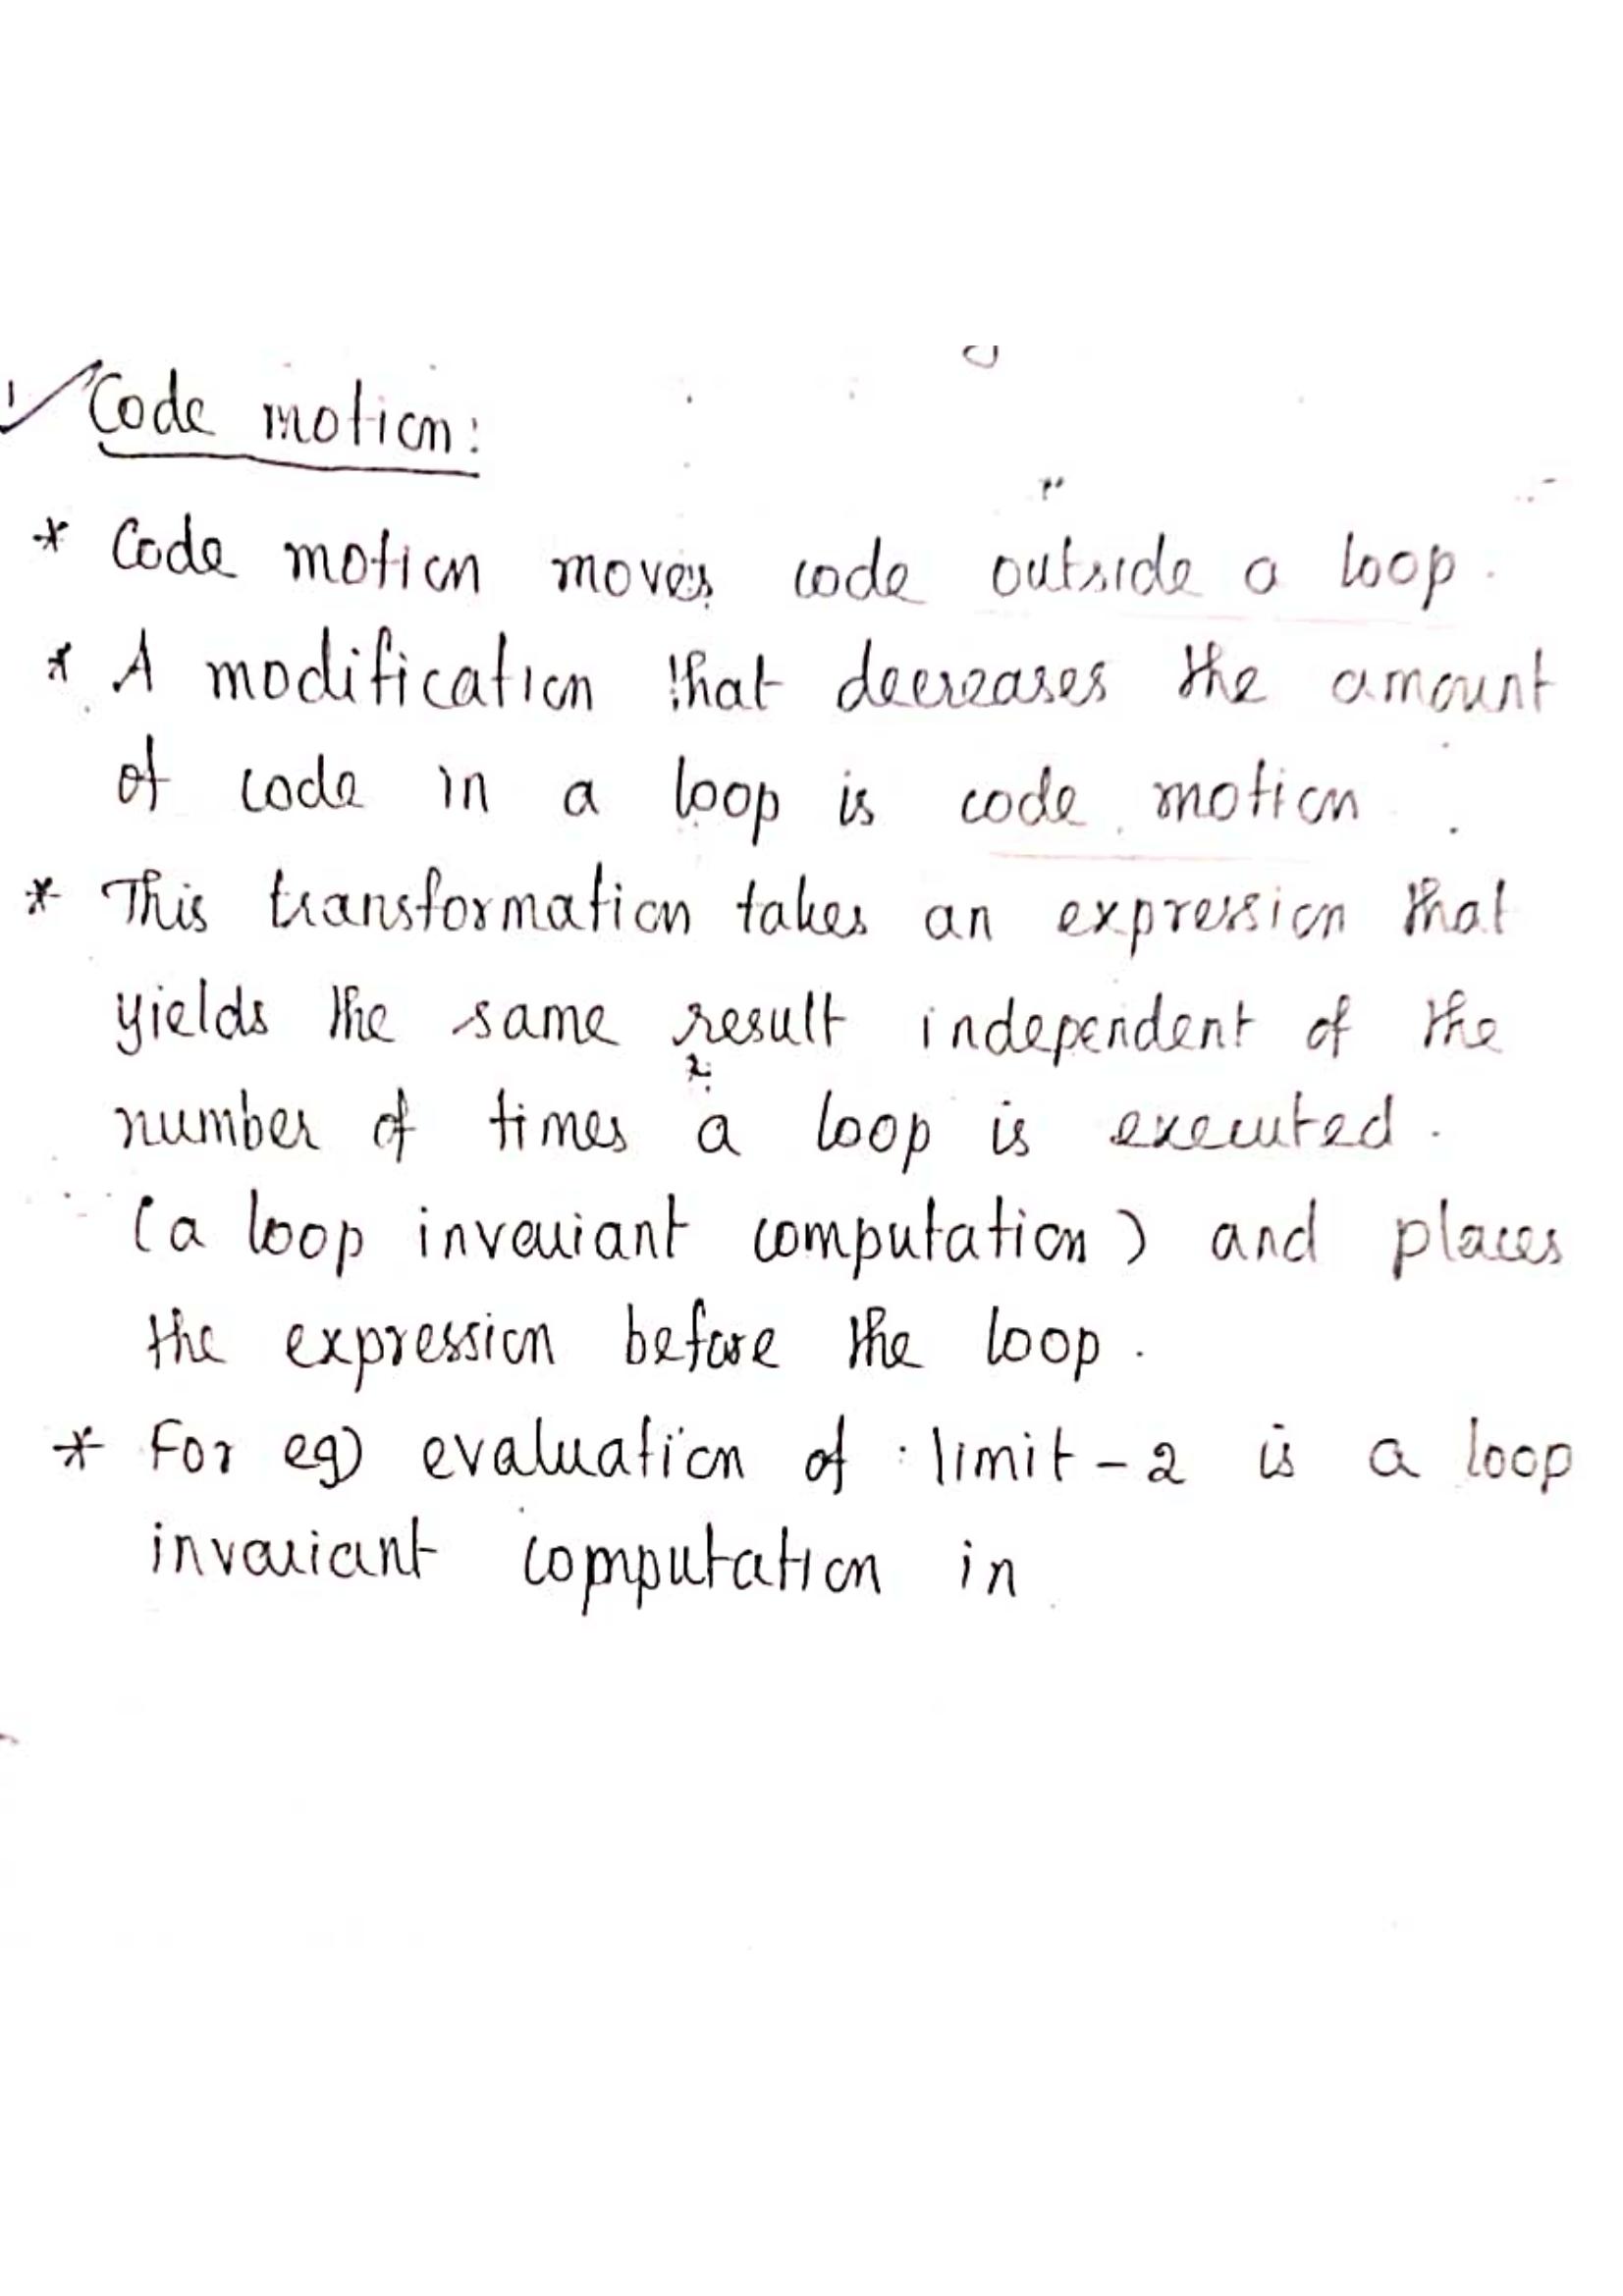 Code motion:
* Code motion moves code outside a loop.
* A modification that decreases the amount
of code in a loop is code motion.
* This transformation takes an expression that
yields the same result independent of the
number of times a loop is executed.
(a loop invariant computation) and places
the expression before the loop.
* For eg) evaluation of limit-2 is a loop
invariant computation in